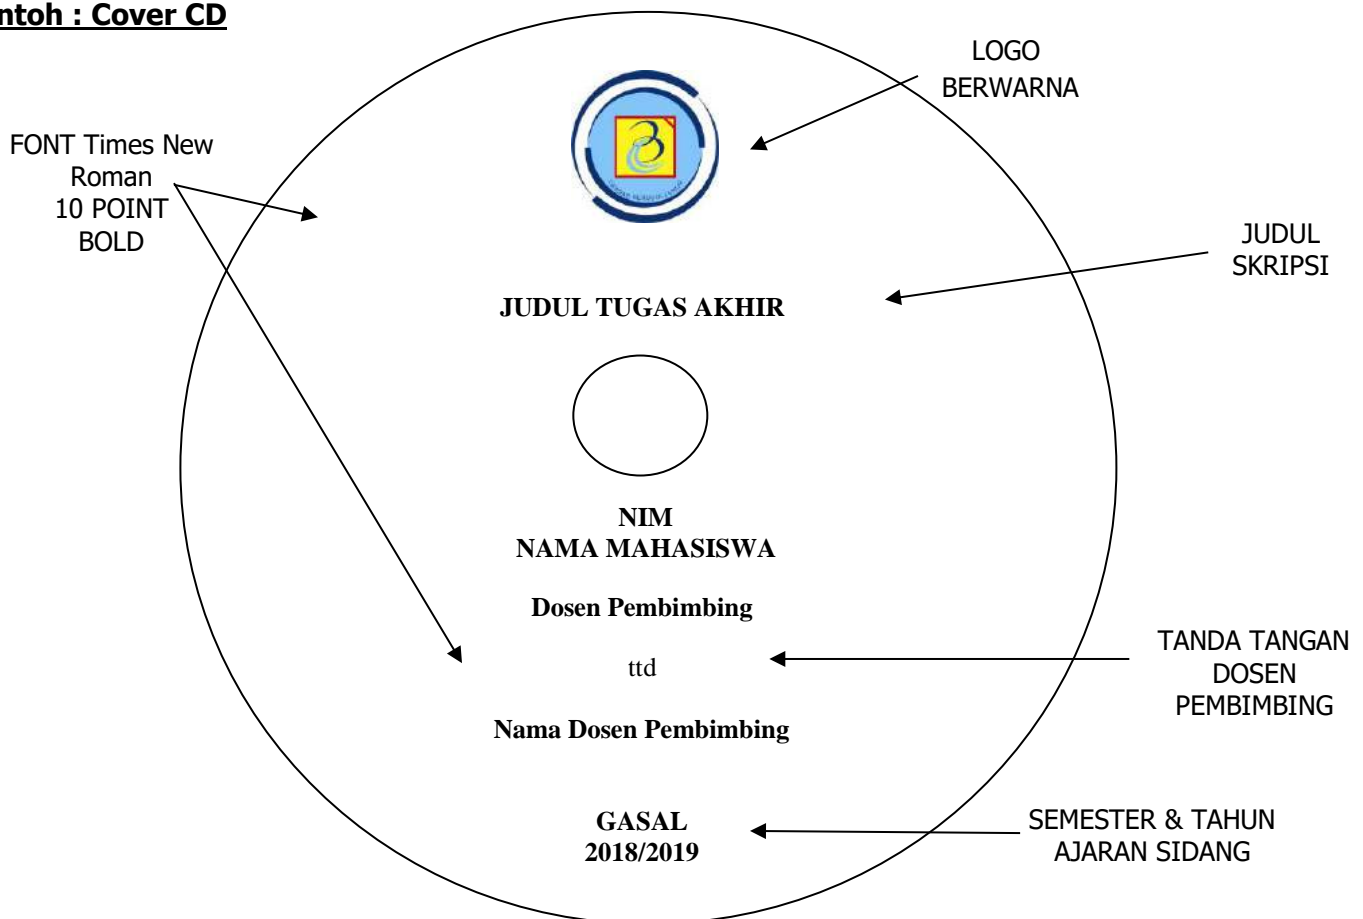 ntoh : Cover CD
LOGO
BERWARNA
FONT Times New
Roman
10 POINT
BOLD
JUDUL
SKRIPSI
JUDUL TUGAS AKHIR
NIM
NAMA MAHASISWA
Dosen Pembimbing
TANDA TANGAN
DOSEN
PEMBIMBING
ttd
Nama Dosen Pembimbing
GASAL
2018/2019
SEMESTER & TAHUN
AJARAN SIDANG